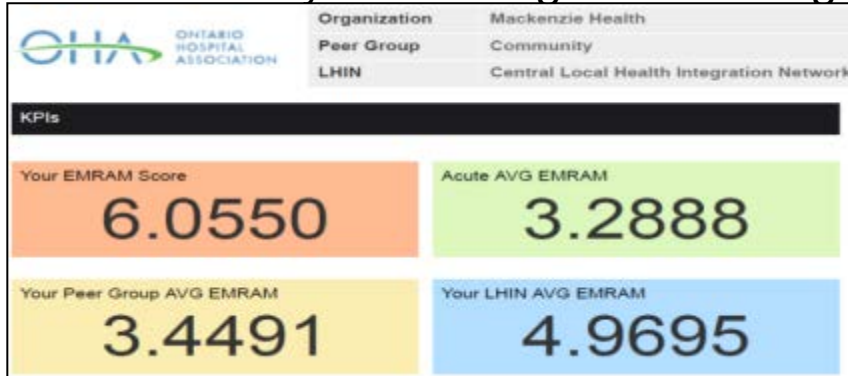 OHA ONTARIO HOSPITAL ASSOCIATION
Organization Mackenzie Health
Peer Group Community
LHIN Central Local Health Integration Network
KPIs
Your EMRAM Score
6.0550
Acute AVG EMRAM
3.2888
Your Peer Group AVG EMRAM
3.4491
Your LHIN AVG EMRAM
4.9695